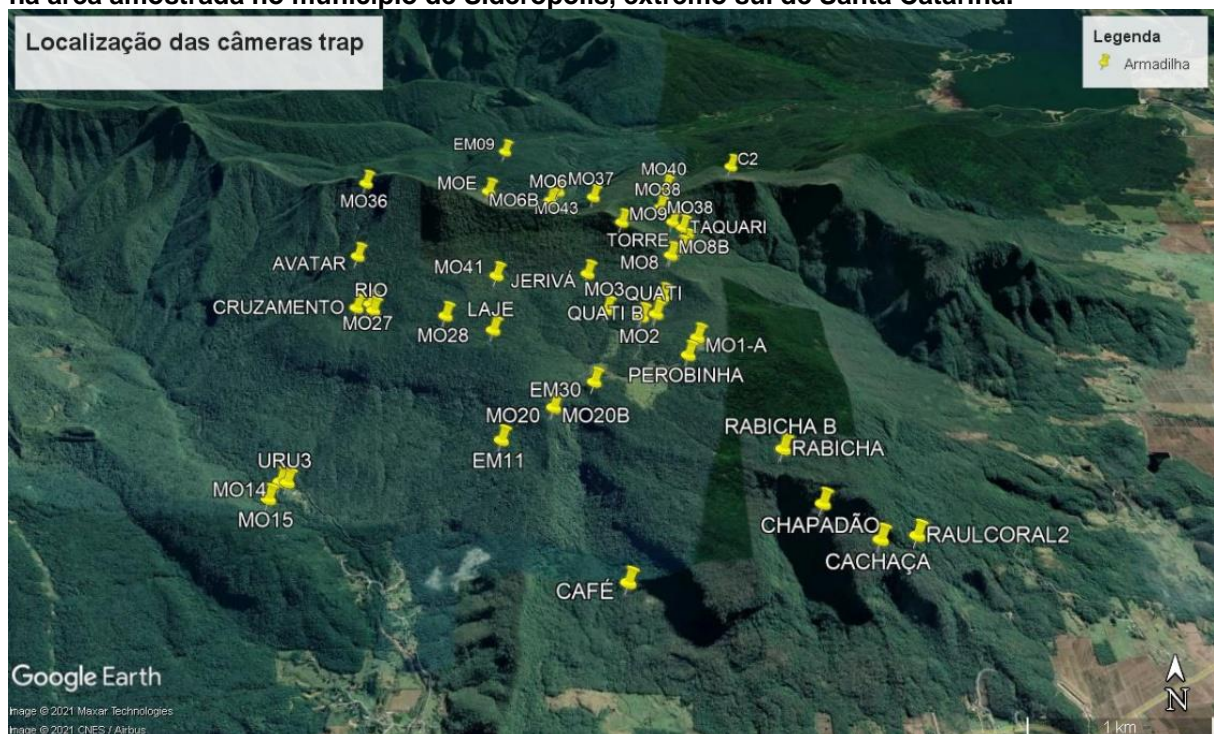 na área amostrada no município de Siderópolis, extremo sul de Santa Catarina.
Localização das câmeras trap
Legenda
Armadilha
EM09
C2
MO40
MO36
MOE
MO6
MO37
MO38
MO6B
MO43
MO9
MO38
TAQUARI
TORRE
MO8B
AVATAR
MO41
JERIVÁ
MO8
RIO
MO3
QUATI
CRUZAMENTO
MO27
LAJE
QUATI B
MO28
MO2
MO1-A
PEROBINHA
EM30
MO20
MO20B
RABICHA B
RABICHA
EM11
URU3
MO14
MO15
CHAPADÃO
RAULCORAL2
CACHAÇA
CAFÉ
Google Earth
N
Image © 2021 Maxar Technologies
Image © 2021 CNES / Airbus
1 km